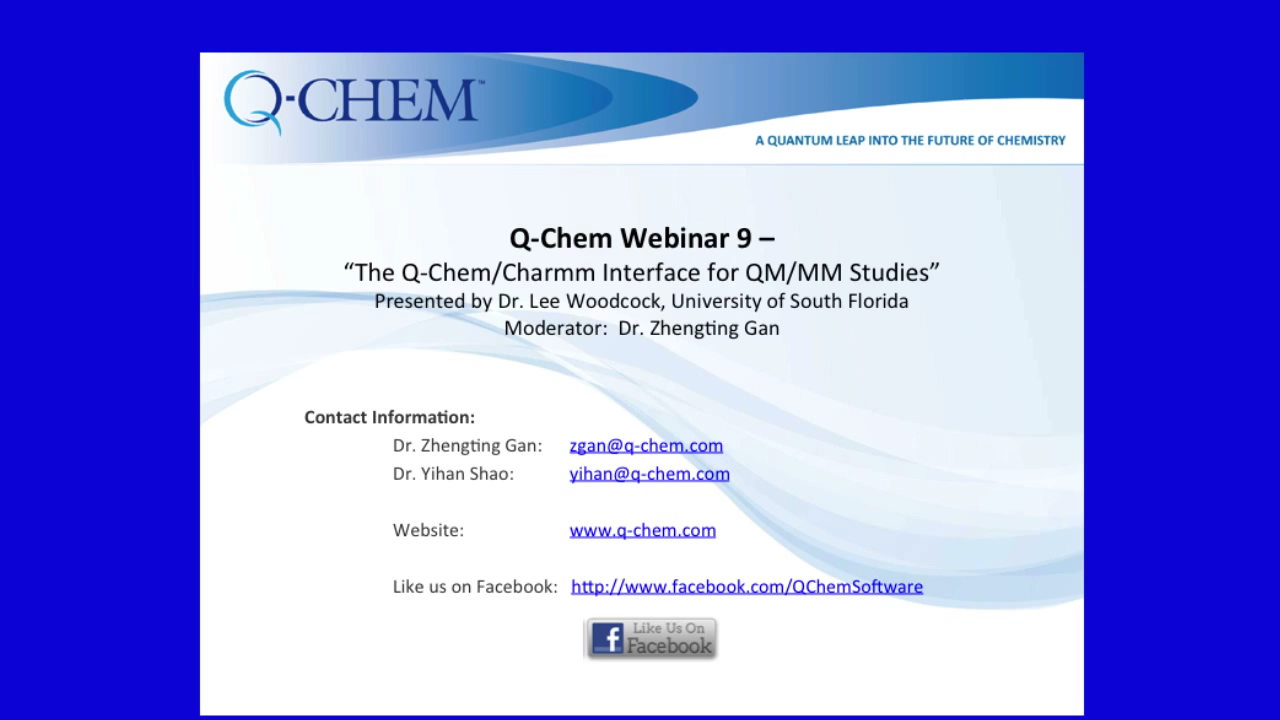 Q-CHEM™
A QUANTUM LEAP INTO THE FUTURE OF CHEMISTRY
Q-Chem Webinar 9 –
“The Q-Chem/Charmm Interface for QM/MM Studies”
Presented by Dr. Lee Woodcock, University of South Florida
Moderator: Dr. Zhengting Gan
Contact Information:
Dr. Zhengting Gan: zgan@q-chem.com
Dr. Yihan Shao: yihan@q-chem.com
Website: www.q-chem.com
Like us on Facebook: http://www.facebook.com/QChemSoftware
f Like Us On
Facebook